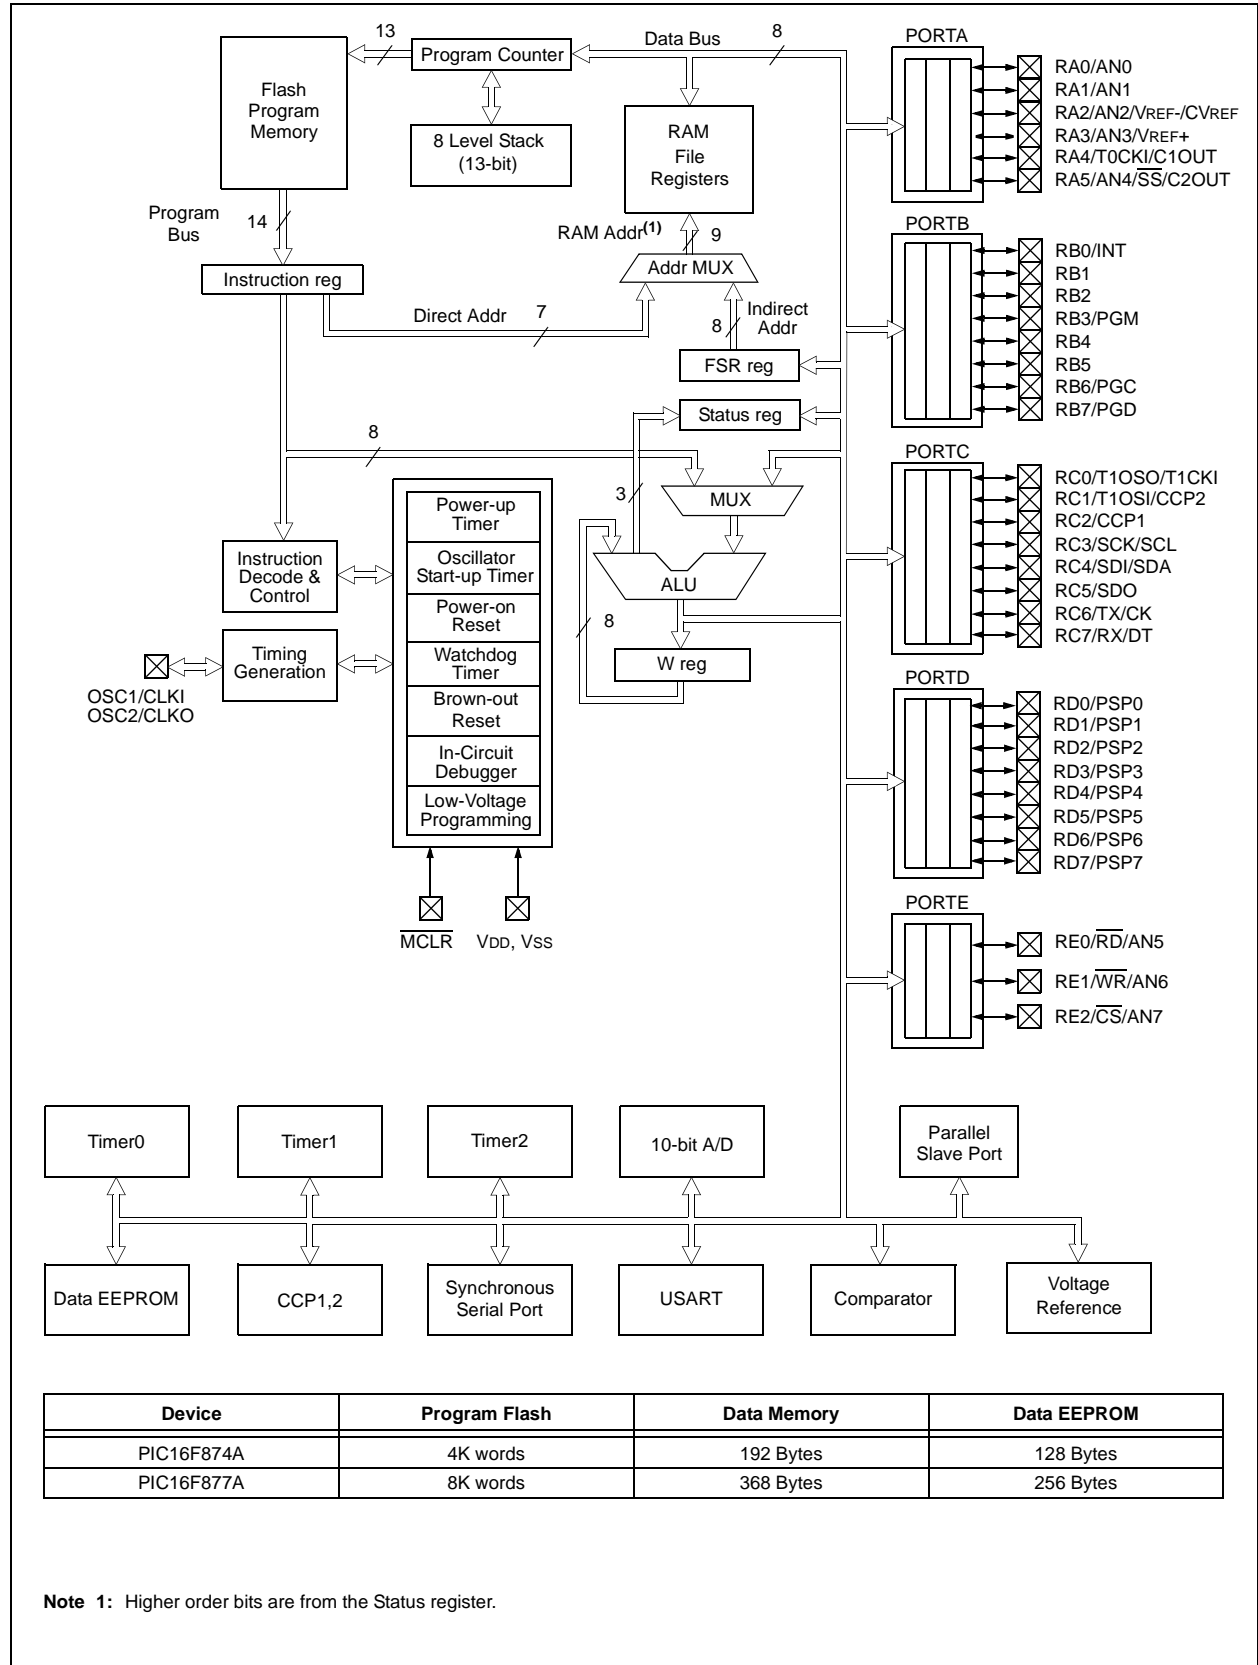 13
Program Counter
Data Bus
8
Flash
Program
Memory
8 Level Stack
(13-bit)
RAM
File
Registers
Program
Bus
14
RAM Addr(1)
9
Addr MUX
Instruction reg
Direct Addr
7
8
Indirect
Addr
FSR reg
Status reg
8
3
MUX
ALU
8
W reg
Instruction
Decode &
Control
Timing
Generation
OSC1/CLKI
OSC2/CLKO
Power-up
Timer
Oscillator
Start-up Timer
Power-on
Reset
Watchdog
Timer
Brown-out
Reset
In-Circuit
Debugger
Low-Voltage
Programming
MCLR
VDD, VSS
PORTA
RA0/AN0
RA1/AN1
RA2/AN2/VREF-/CVREF
RA3/AN3/VREF+
RA4/T0CKI/C1OUT
RA5/AN4/SS/C2OUT
PORTB
RB0/INT
RB1
RB2
RB3/PGM
RB4
RB5
RB6/PGC
RB7/PGD
PORTC
RC0/T1OSO/T1CKI
RC1/T1OSI/CCP2
RC2/CCP1
RC3/SCK/SCL
RC4/SDI/SDA
RC5/SDO
RC6/TX/CK
RC7/RX/DT
PORTD
RD0/PSP0
RD1/PSP1
RD2/PSP2
RD3/PSP3
RD4/PSP4
RD5/PSP5
RD6/PSP6
RD7/PSP7
PORTE
RE0/RD/AN5
RE1/WR/AN6
RE2/CS/AN7
Timer0
Timer1
Timer2
10-bit A/D
Parallel
Slave Port
Data EEPROM
CCP1,2
Synchronous
Serial Port
USART
Comparator
Voltage
Reference
Device Program Flash Data Memory Data EEPROM
PIC16F874A 4K words 192 Bytes 128 Bytes
PIC16F877A 8K words 368 Bytes 256 Bytes
Note 1: Higher order bits are from the Status register.